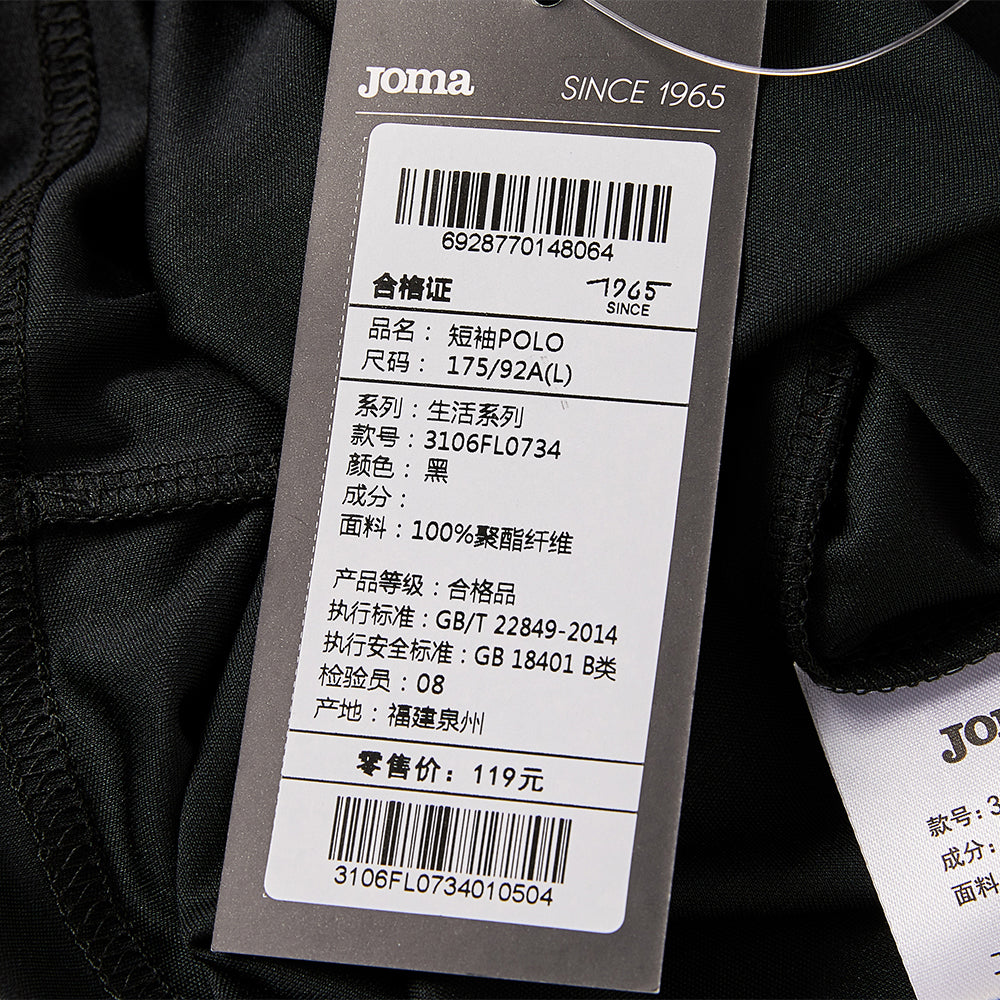 Joma SINCE 1965
6928770148064
合格证 1965
SINCE
品名： 短袖POLO
尺码： 175/92A(L)
系列：生活系列
款号：3106FL0734
颜色： 黑
成分：
面料：100%聚酯纤维
产品等级：合格品
执行标准：GB/T 22849-2014
执行安全标准：GB 18401 B类
检验员：08
产地：福建泉州
零售价：119元
3106FL0734010504
JO
款号：3
成分：
面料